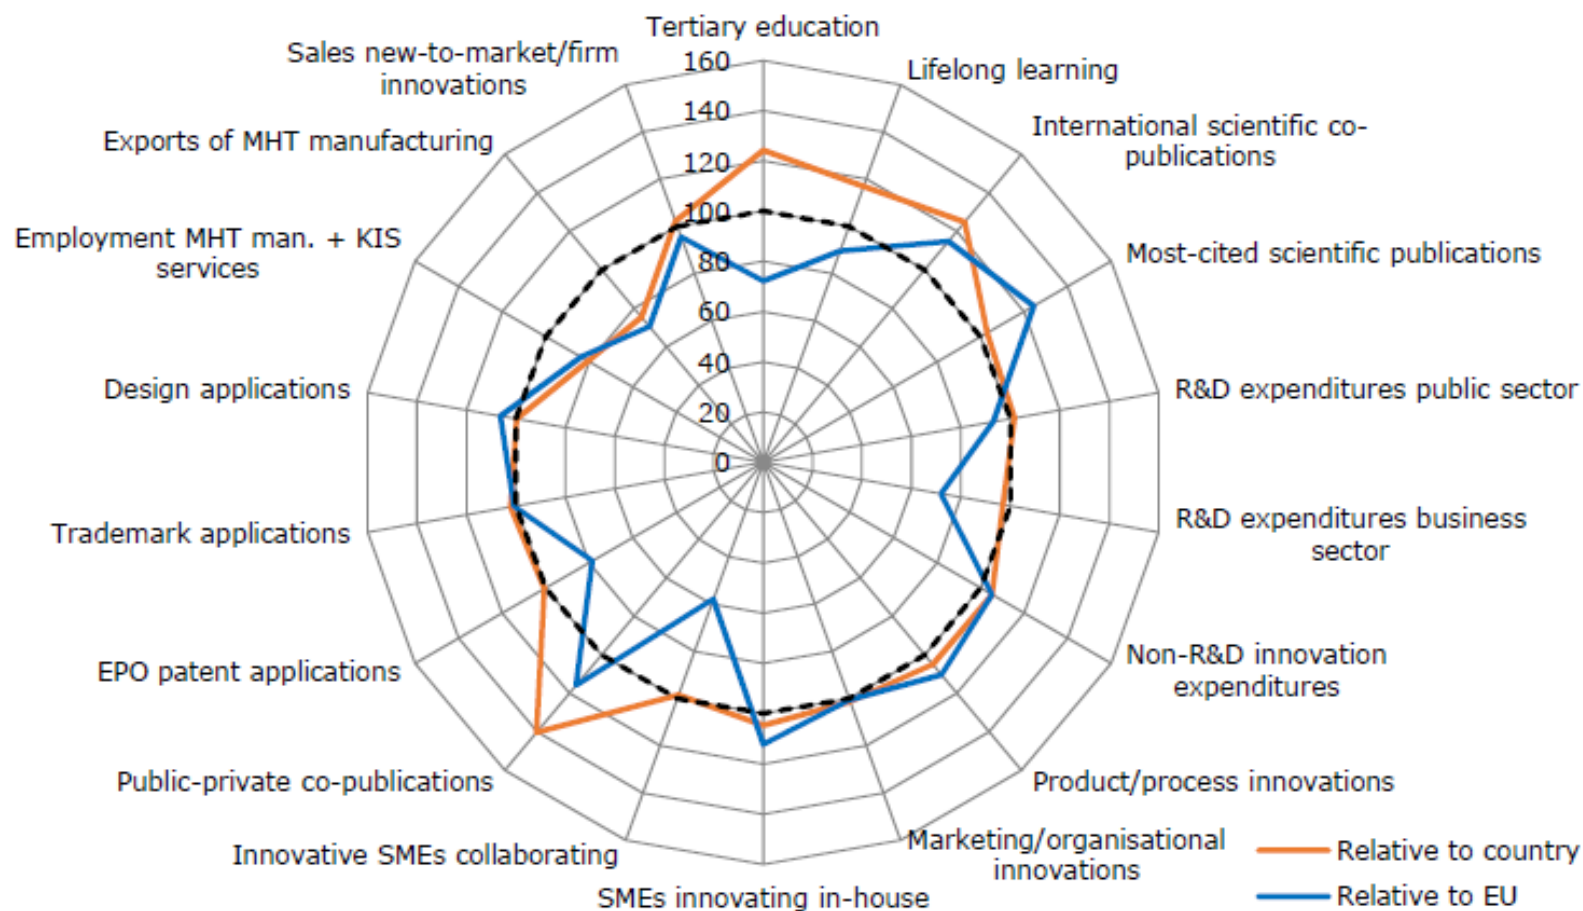 Tertiary education
Sales new-to-market/firm
innovations
Lifelong learning
160
140
120
100
80
60
40
20
0
Exports of MHT manufacturing
International scientific co-
publications
Employment MHT man. + KIS
services
Most-cited scientific publications
Design applications
R&D expenditures public sector
Trademark applications
R&D expenditures business
sector
EPO patent applications
Non-R&D innovation
expenditures
Public-private co-publications
Product/process innovations
Innovative SMEs collaborating
Marketing/organisational
innovations
SMEs innovating in-house
Relative to country
Relative to EU